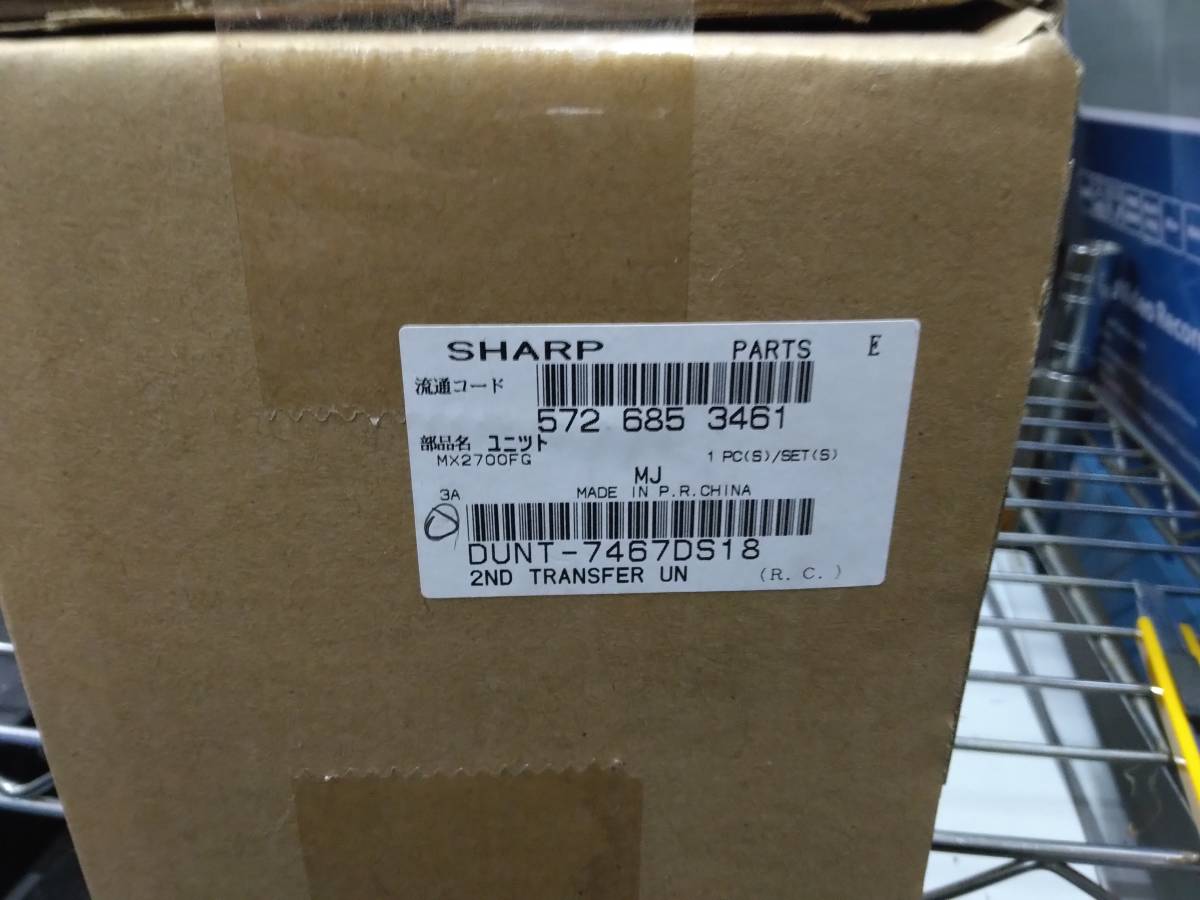 SHARP PARTS E
流通コード
572 685 3461
部品名 ユニット
MX2700FG 1 PC(S)/SET(S)
MJ
3A MADE IN P.R.CHINA
DUNT-7467DS18
2ND TRANSFER UN (R. C. )